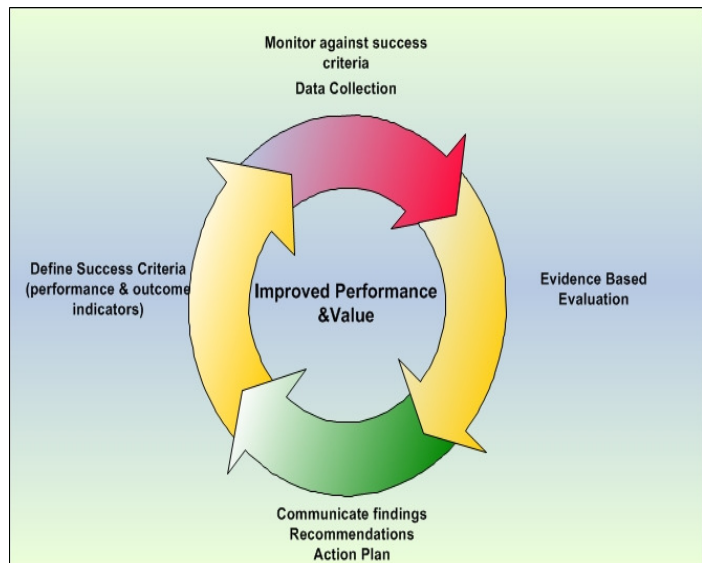 Monitor against success
criteria
Data Collection
Define Success Criteria
(performance & outcome
indicators)
Improved Performance
&Value
Evidence Based
Evaluation
Communicate findings
Recommendations
Action Plan